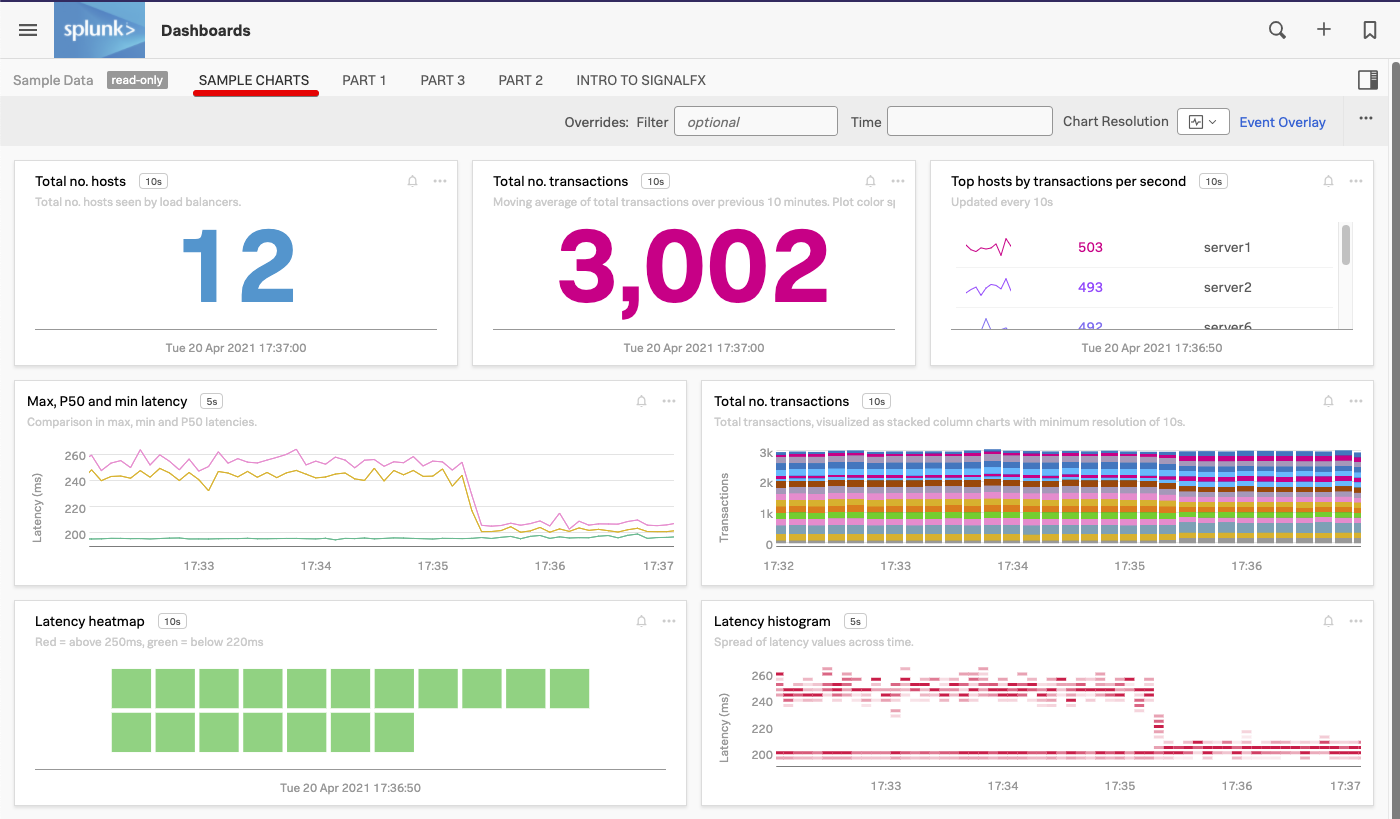 splunk> Dashboards
Sample Data read-only SAMPLE CHARTS PART 1 PART 3 PART 2 INTRO TO SIGNALFX
Overrides: Filter optional Time Chart Resolution Event Overlay
Total no. hosts 10s
Total no. hosts seen by load balancers.
12
Tue 20 Apr 2021 17:37:00
Total no. transactions 10s
Moving average of total transactions over previous 10 minutes. Plot color
3,002
Tue 20 Apr 2021 17:37:00
Top hosts by transactions per second 10s
Updated every 10s
503 server1
493 server2
492 server6
Tue 20 Apr 2021 17:36:50
Max, P50 and min latency 5s
Comparison in max, min and P50 latencies.
Latency (ms)
260
240
220
200
17:33 17:34 17:35 17:36 17:37
Total no. transactions 10s
Total transactions, visualized as stacked column charts with minimum resolution of 10s.
Transactions
3k
2k
1k
0
17:32 17:33 17:34 17:35 17:36
Latency heatmap 10s
Red = above 250ms, green = below 220ms
Tue 20 Apr 2021 17:36:50
Latency histogram 5s
Spread of latency values across time.
Latency (ms)
260
240
220
200
17:33 17:34 17:35 17:36 17:37